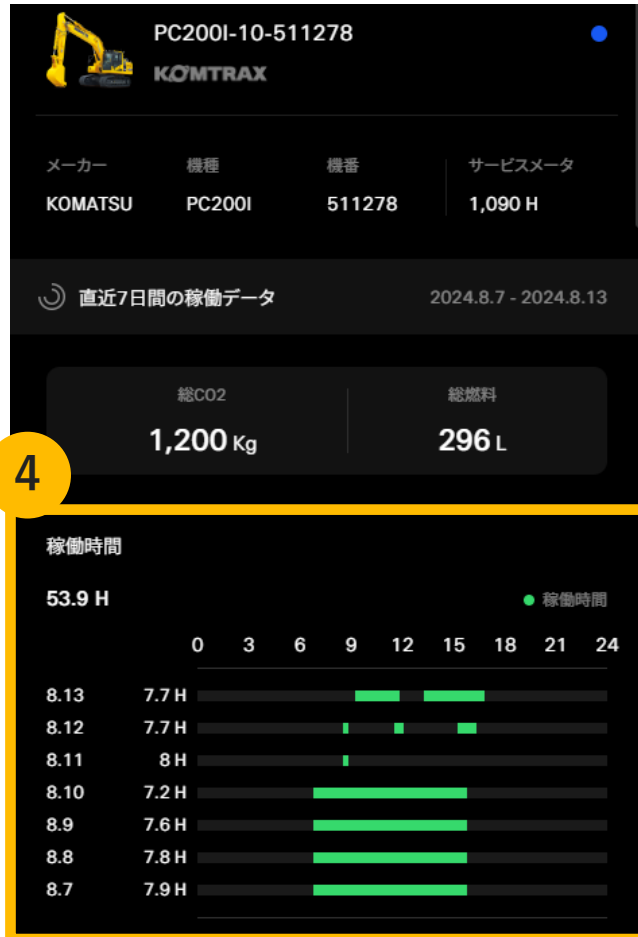 PC200I-10-511278
KOMTRAX
メーカー 機種 機番 サービスメータ
KOMATSU PC200I 511278 1,090 H
直近7日間の稼働データ 2024.8.7 - 2024.8.13
総CO2 総燃料
1,200 Kg 296 L
4
稼働時間
53.9 H 稼働時間
0 3 6 9 12 15 18 21 24
8.13 7.7 H
8.12 7.7 H
8.11 8 H
8.10 7.2 H
8.9 7.6 H
8.8 7.8 H
8.7 7.9 H